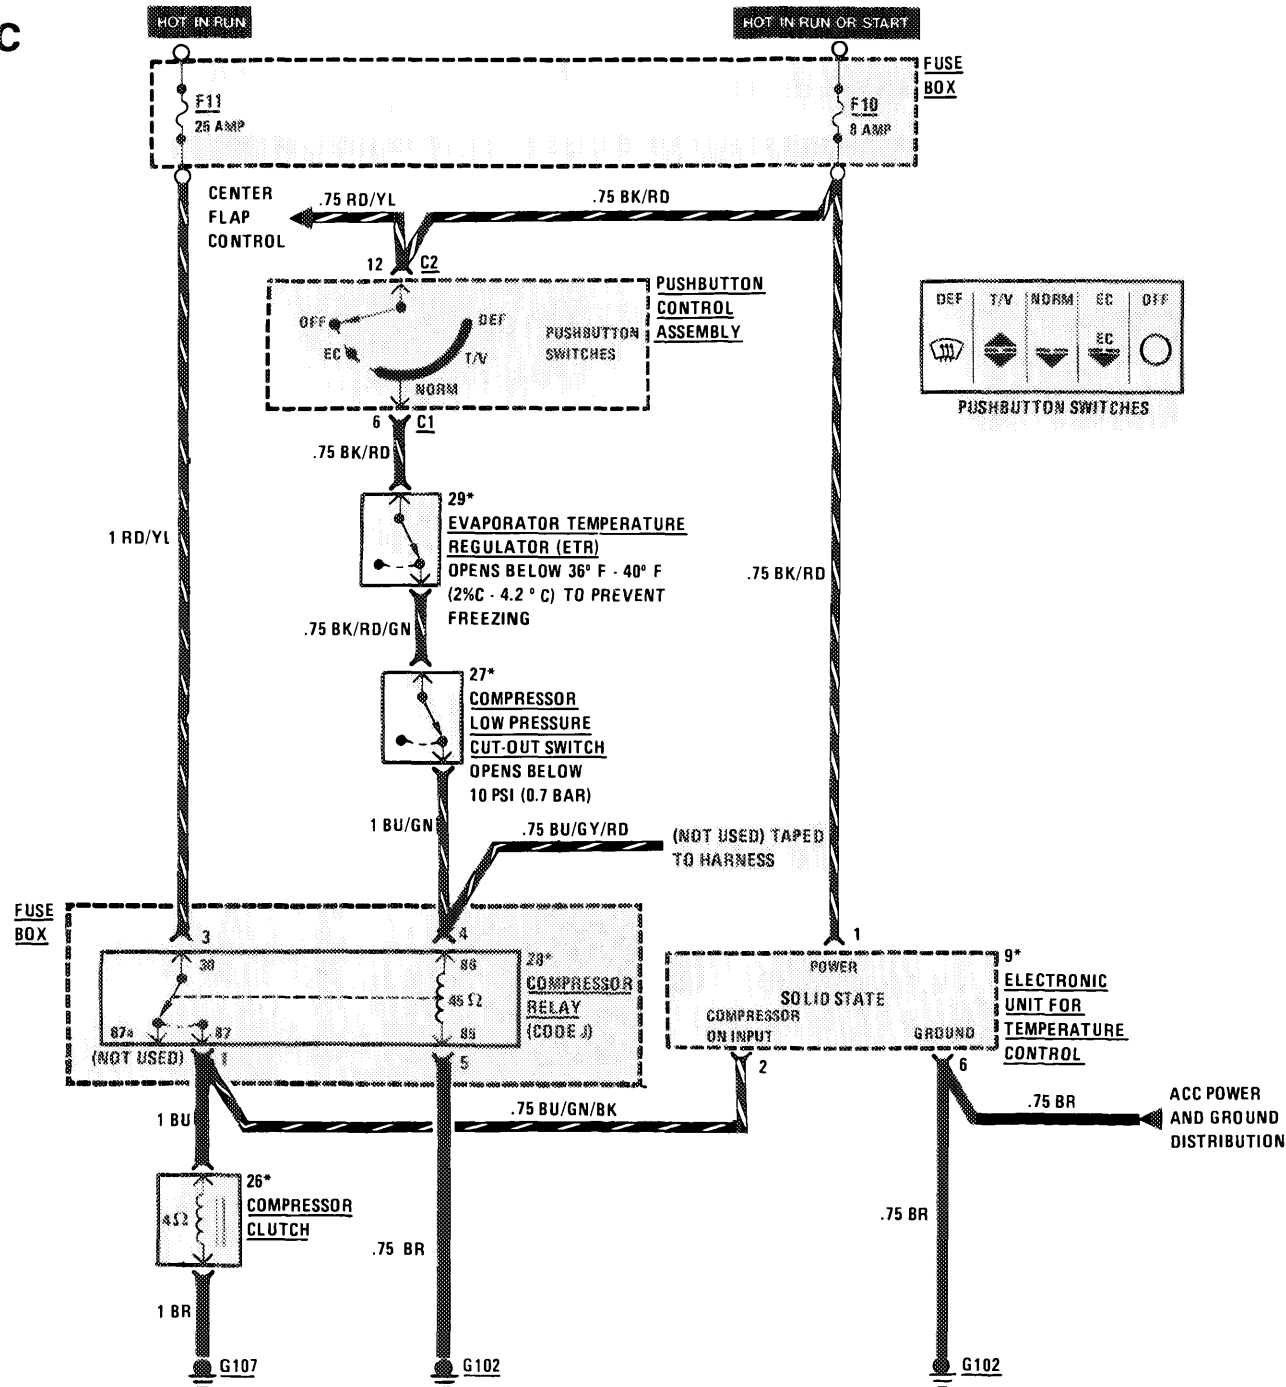 C
HOT IN RUN
HOT IN RUN OR START
FUSE
BOX
F11
25 AMP
F10
8 AMP
CENTER
FLAP
CONTROL
.75 RD/YL
.75 BK/RD
12
C2
PUSHBUTTON
CONTROL
ASSEMBLY
OFF
EC
DEF
T/V
NORM
PUSHBUTTON
SWITCHES
DEF
T/V
NORM
EC
OFF
EC
PUSHBUTTON SWITCHES
6
C1
.75 BK/RD
29*
EVAPORATOR TEMPERATURE
REGULATOR (ETR)
OPENS BELOW 36° F - 40° F
(2%C - 4.2 ° C) TO PREVENT
FREEZING
1 RD/YL
.75 BK/RD
.75 BK/RD/GN
27*
COMPRESSOR
LOW PRESSURE
CUT-OUT SWITCH
OPENS BELOW
10 PSI (0.7 BAR)
1 BU/GN
.75 BU/GY/RD
(NOT USED) TAPED
TO HARNESS
FUSE
BOX
3
4
1
30
86
45 Ω
87a
87
85
(NOT USED)
1
5
28*
COMPRESSOR
RELAY
(CODE J)
POWER
SOLID STATE
COMPRESSOR
ON INPUT
GROUND
9*
ELECTRONIC
UNIT FOR
TEMPERATURE
CONTROL
2
6
1 BU
.75 BU/GN/BK
.75 BR
ACC POWER
AND GROUND
DISTRIBUTION
26*
COMPRESSOR
CLUTCH
4Ω
.75 BR
.75 BR
1 BR
G107
G102
G102